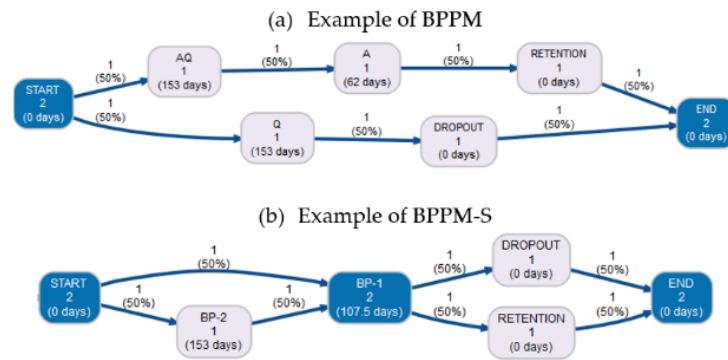 (a) Example of BPPM
START
2
(0 days)
1
(50%)
1
(50%)
AQ
1
(153 days)
1
(50%)
A
1
(62 days)
1
(50%)
RETENTION
1
(0 days)
1
(50%)
Q
1
(153 days)
1
(50%)
DROPOUT
1
(0 days)
1
(50%)
END
2
(0 days)
(b) Example of BPPM-S
START
2
(0 days)
1
(50%)
1
(50%)
BP-2
1
(153 days)
1
(50%)
BP-1
2
(107.5 days)
1
(50%)
1
(50%)
DROPOUT
1
(0 days)
1
(50%)
RETENTION
1
(0 days)
1
(50%)
END
2
(0 days)